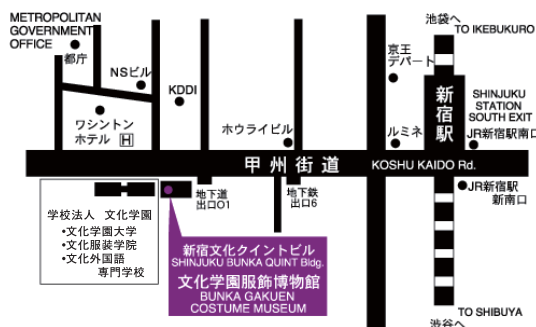 METROPOLITAN
GOVERNMENT
OFFICE
都庁
NSビル
KDDI
ワシントン
ホテル H
ホウライビル
京王
デパート
ルミネ
池袋へ
TO IKEBUKURO
新宿駅
SHINJUKU
STATION
SOUTH EXIT
JR新宿駅南口
甲州街道 KOSHU KAIDO Rd.
JR新宿駅
新南口
地下道
出口O1
地下鉄
出口6
学校法人 文化学園
•文化学園大学
•文化服装学院
•文化外国語
専門学校
新宿文化クイントビル
SHINJUKU BUNKA QUINT Bldg.
文化学園服飾博物館
BUNKA GAKUEN
COSTUME MUSEUM
TO SHIBUYA
渋谷へ